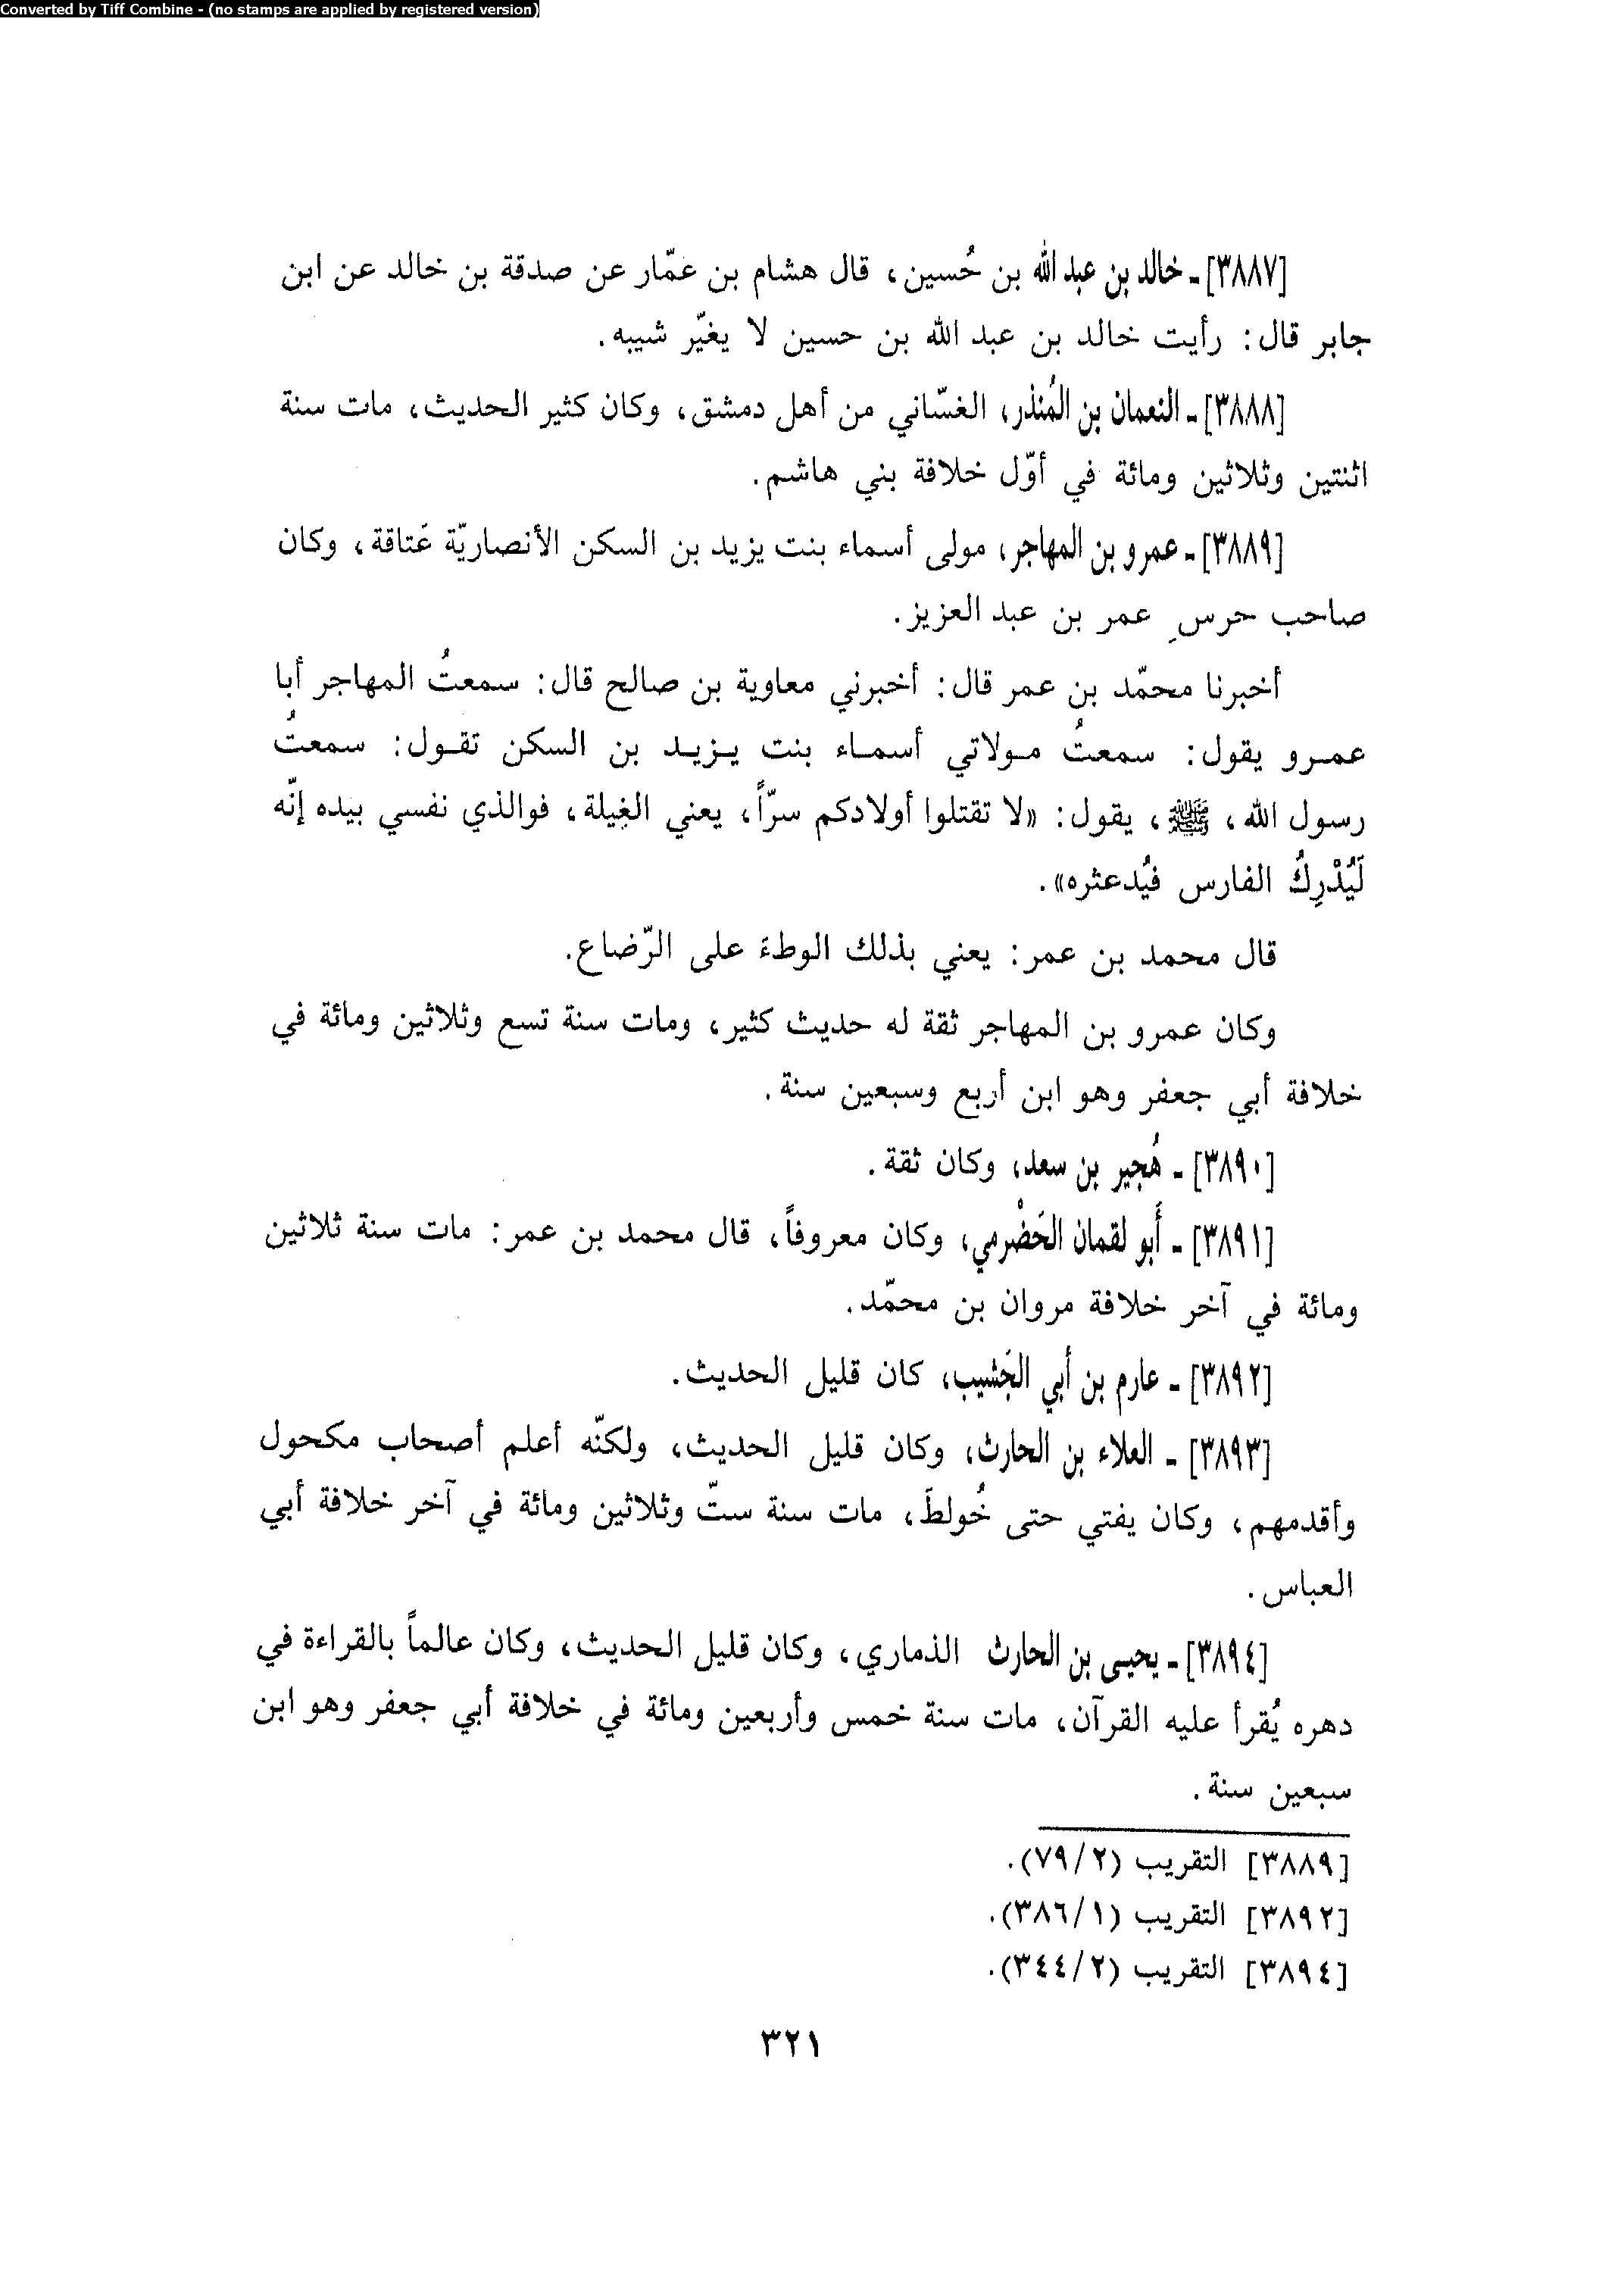 Converted by Tiff Combine - (no stamps are applied by registered version)
[٣٨٨٧] ـ خالد بن عبد الله بن حُسين، قال هشام بن عمّار عن صدقة بن خالد عن ابن
جابر قال: رأيت خالد بن عبد الله بن حسين لا يغيّر شيبه.
[٣٨٨٨] ـ النعمان بن المُنذر، الغسّاني من أهل دمشق، وكان كثير الحديث، مات سنة
اثنتين وثلاثين ومائة في أوّل خلافة بني هاشم.
[٣٨٨٩] ـ عمرو بن المهاجر، مولى أسماء بنت يزيد بن السكن الأنصاريّة عَتاقة، وكان
صاحب حرسِ عمر بن عبد العزيز.
أخبرنا محمّد بن عمر قال: أخبرني معاوية بن صالح قال: سمعتُ المهاجر أبا
عمرو يقول: سمعتُ مولاتي أسماء بنت يزيد بن السكن تقول: سمعتُ
رسول الله، ﷺ، يقول: «لا تقتلوا أولادكم سرّاً، يعني الغِيلة، فوالذي نفسي بيده إنّه
لَيُدْرِكُ الفارس فيُدعثره».
قال محمد بن عمر: يعني بذلك الوطءَ على الرّضاع.
وكان عمرو بن المهاجر ثقة له حديث كثير، ومات سنة تسع وثلاثين ومائة في
خلافة أبي جعفر وهو ابن أربع وسبعين سنة.
[٣٨٩٠] ـ هُجير بن سعد، وكان ثقة.
[٣٨٩١] ـ أَبو لقمان الحَضْرمي، وكان معروفاً، قال محمد بن عمر: مات سنة ثلاثين
ومائة في آخر خلافة مروان بن محمّد.
[٣٨٩٢] ـ عارم بن أبي الجَشيب، كان قليل الحديث.
[٣٨٩٣] ـ العلاء بن الحارث، وكان قليل الحديث، ولكنّه أعلم أصحاب مكحول
وأقدمهم، وكان يفتي حتى خُولطَ، مات سنة ستّ وثلاثين ومائة في آخر خلافة أبي
العباس.
[٣٨٩٤] ـ يحيى بن الحارث الذماري، وكان قليل الحديث، وكان عالماً بالقراءة في
دهره يُقرأ عليه القرآن، مات سنة خمس وأربعين ومائة في خلافة أبي جعفر وهو ابن
سبعين سنة.
[٣٨٨٩] التقريب (٧٩/٢).
[٣٨٩٢] التقريب (٣٨٦/١).
[٣٨٩٤] التقريب (٣٤٤/٢).
٣٢١